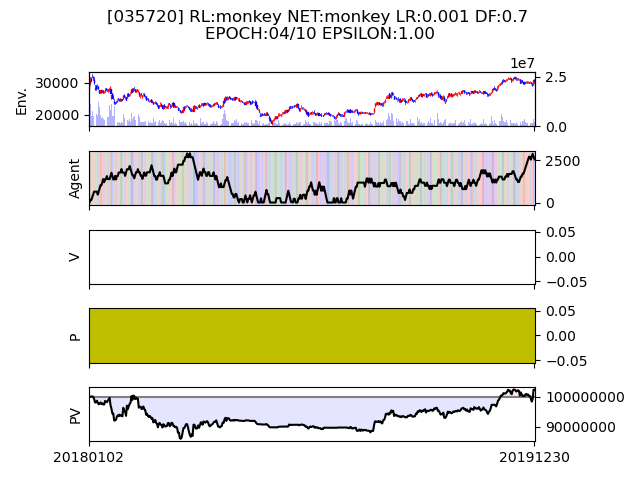 [035720] RL:monkey NET:monkey LR:0.001 DF:0.7
EPOCH:04/10 EPSILON:1.00
1e7
Env.
30000
20000
2.5
0.0
Agent
2500
0
V
0.05
0.00
−0.05
P
0.05
0.00
−0.05
PV
100000000
90000000
20180102
20191230